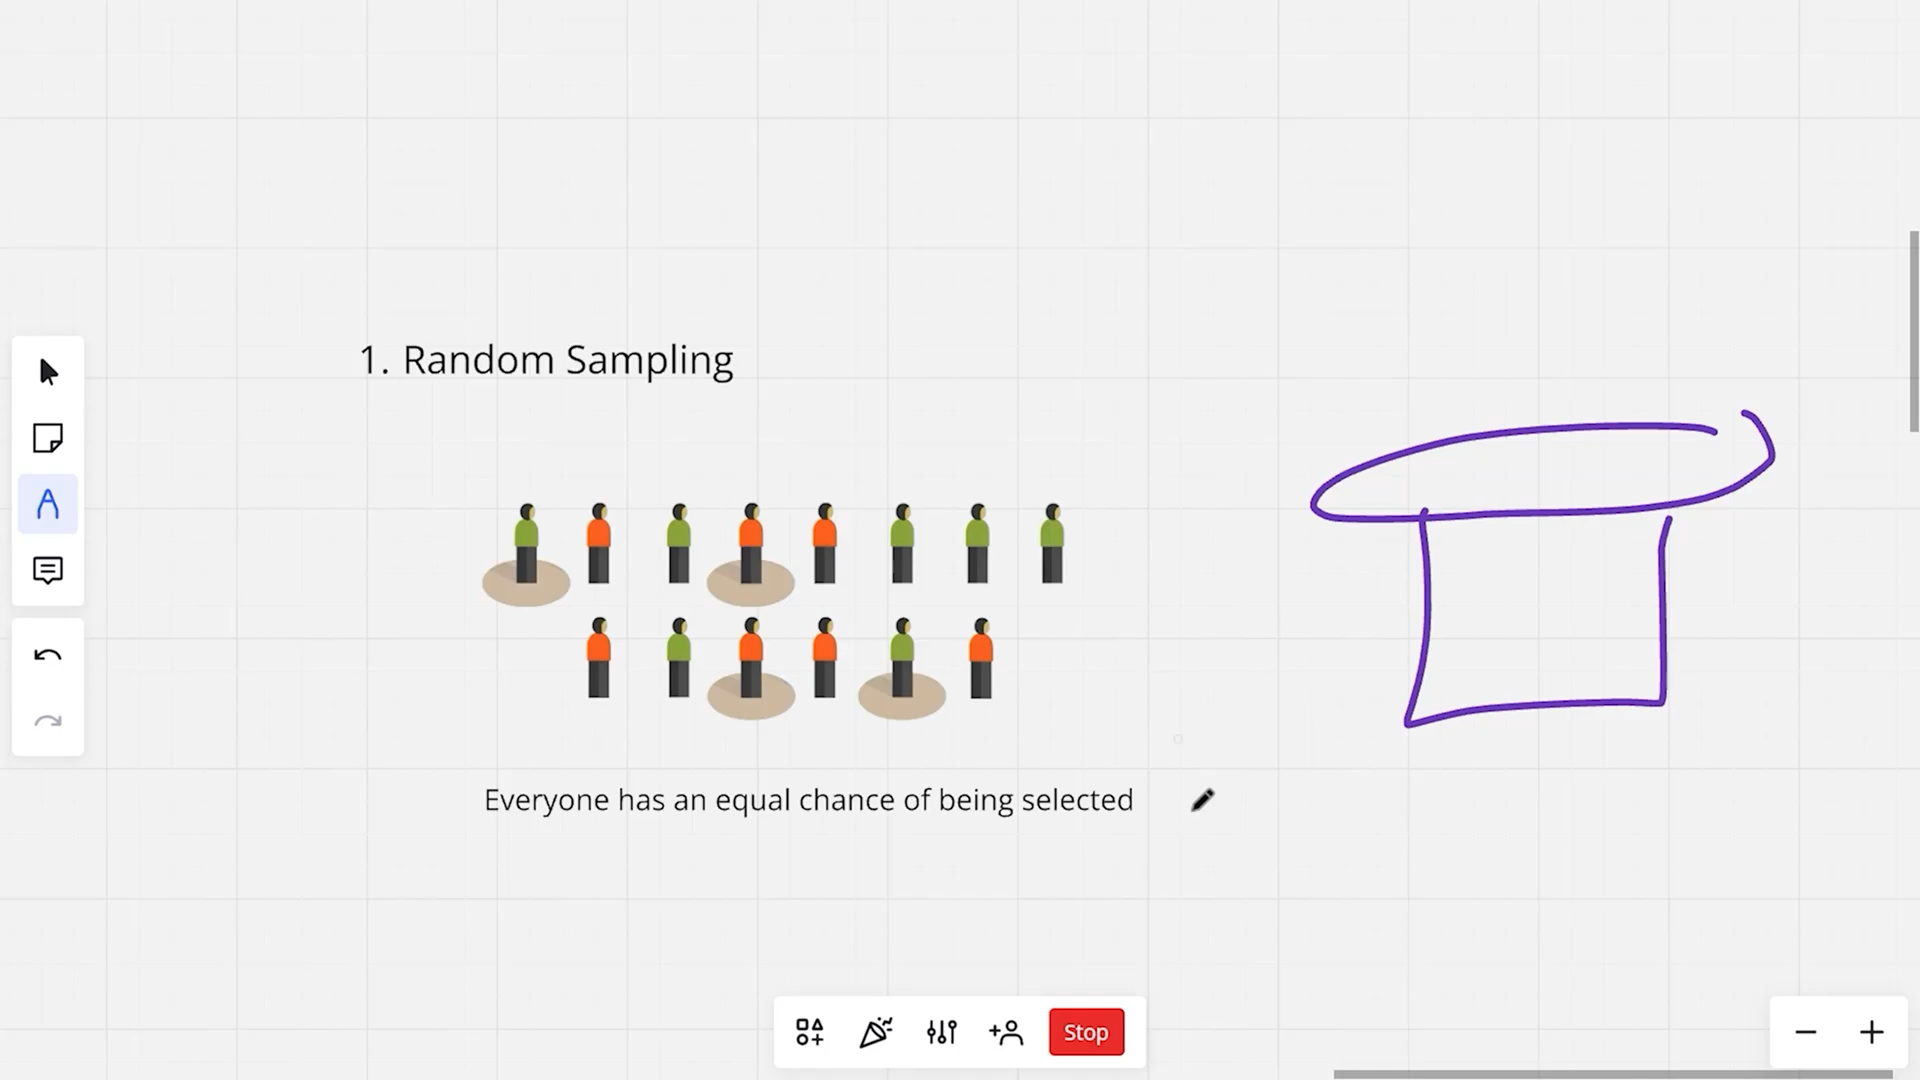 1. Random Sampling
Everyone has an equal chance of being selected
Stop